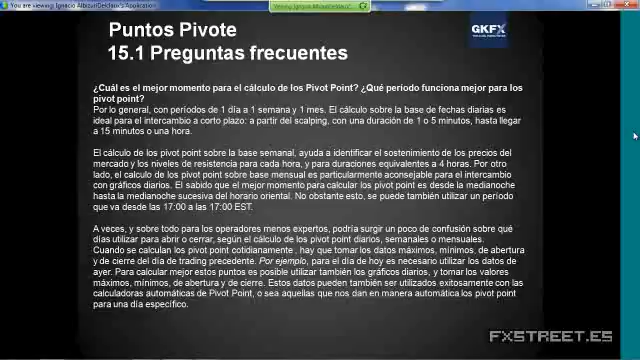 You are viewing Ignacio AlbizuriDelclaux's Application
Viewing Ignacio AlbizuriDelclaux's
Puntos Pivote
15.1 Preguntas frecuentes
GKFX
¿Cuál es el mejor momento para el cálculo de los Pivot Point? ¿Qué período funciona mejor para los
pivot point?
Por lo general, con períodos de 1 día a 1 semana y 1 mes. El cálculo sobre la base de fechas diarias es
ideal para el intercambio a corto plazo: a partir del scalping, con una duración de 1 o 5 minutos, hasta llegar
a 15 minutos o una hora.
El cálculo de los pivot point sobre la base semanal, ayuda a identificar el sostenimiento de los precios del
mercado y los niveles de resistencia para cada hora, y para duraciones equivalentes a 4 horas. Por otro
lado, el calculo de los pivot point sobre base mensual es particularmente aconsejable para el intercambio
con gráficos diarios. El sabido que el mejor momento para calcular los pivot point es desde la medianoche
hasta la medianoche sucesiva del horario oriental. No obstante esto, se puede también utilizar un período
que va desde las 17:00 a las 17:00 EST.
A veces, y sobre todo para los operadores menos expertos, podría surgir un poco de confusión sobre qué
días utilizar para abrir o cerrar, según el cálculo de los pivot point diarios, semanales o mensuales.
Cuando se calculan los pivot point cotidianamente , hay que tomar los datos máximos, mínimos, de abertura
y de cierre del día de trading precedente. Por ejemplo, para el día de hoy es necesario utilizar los datos de
ayer. Para calcular mejor estos puntos es posible utilizar también los gráficos diarios, y tomar los valores
máximos, mínimos, de abertura y de cierre. Estos datos pueden también ser utilizados exitosamente con las
calculadoras automáticas de Pivot Point, o sea aquellas que nos dan en manera automática los pivot point
para una día específico.
FXSTREET.ES